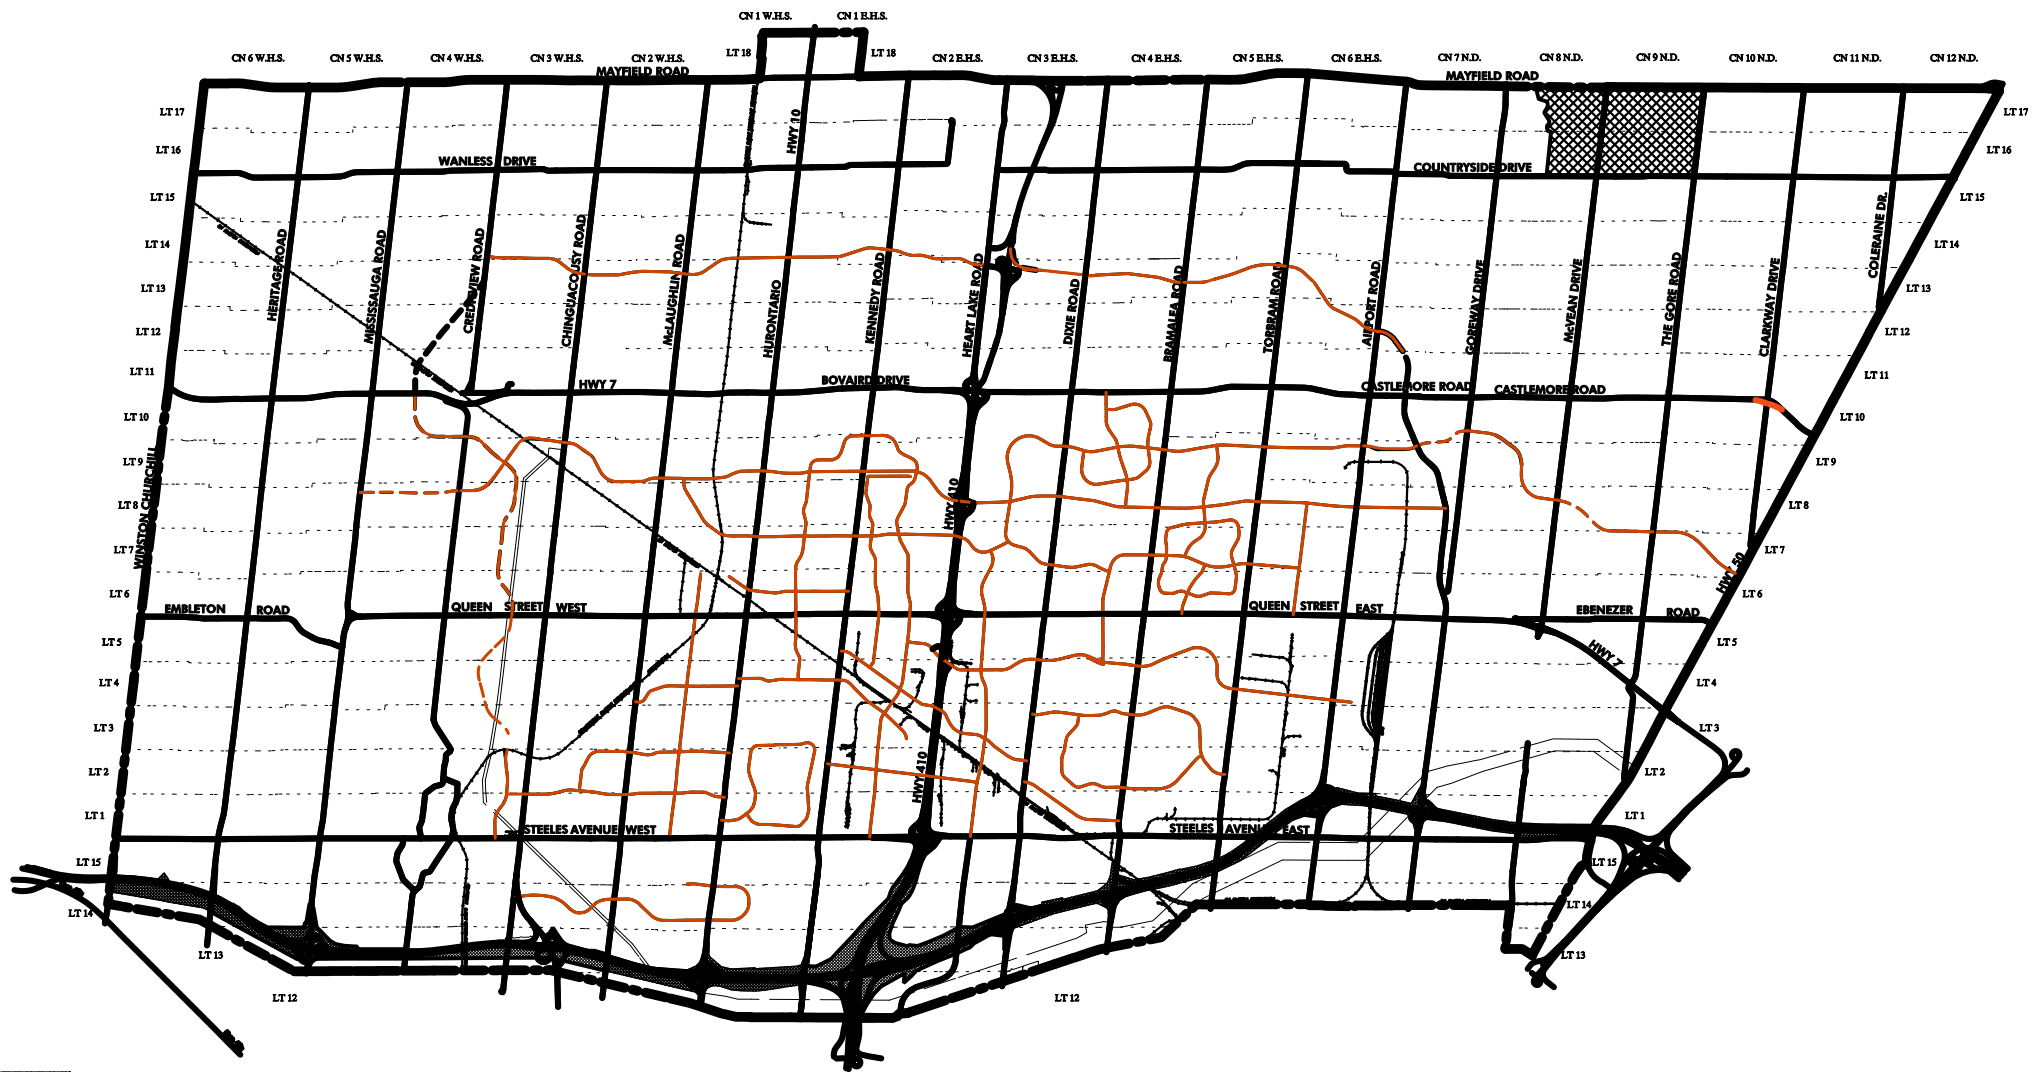 CN 1 W.H.S. CN 1 E.H.S.
LT 18 LT 18
CN 6 W.H.S. CN 5 W.H.S. CN 4 W.H.S. CN 3 W.H.S. CN 2 W.H.S. CN 2 E.H.S. CN 3 E.H.S. CN 4 E.H.S. CN 5 E.H.S. CN 6 E.H.S. CN 7 N.D. CN 8 N.D. CN 9 N.D. CN 10 N.D. CN 11 N.D. CN 12 N.D.
MAYFIELD ROAD MAYFIELD ROAD
LT 17 LT 17
HWY 10
LT 16 LT 16
WANLESS DRIVE COUNTRYSIDE DRIVE
LT 15 LT 15
LT 14 LT 14
COLERAINE DR.
HERITAGE ROAD
MISSISSAUGA ROAD
CREDITVIEW ROAD
CHINGUACOUSY ROAD
McLAUGHLIN ROAD
HURONTARIO
KENNEDY ROAD
HEART LAKE ROAD
DIXIE ROAD
BRAMALEA ROAD
TORBRAM ROAD
AIRPORT ROAD
GOREWAY DRIVE
McVEAN DRIVE
THE GORE ROAD
CLARKWAY DRIVE
LT 13 LT 13
LT 12 LT 12
LT 11 LT 11
HWY 7 BOVAIRD DRIVE CASTLEMORE ROAD CASTLEMORE ROAD
LT 10 LT 10
LT 9 LT 9
WINSTON CHURCHILL
HWY 410
LT 8 LT 8
LT 7 LT 7
HWY 50
LT 6 LT 6
EMBLETON ROAD QUEEN STREET WEST QUEEN STREET EAST EBENEZER ROAD
LT 5 LT 5
HWY 7
LT 4 LT 4
LT 3 LT 3
LT 2 LT 2
HWY 410
LT 1 LT 1
STEELES AVENUE WEST STEELES AVENUE EAST
LT 15 LT 15
LT 14 LT 14
LT 13 LT 13
LT 12 LT 12